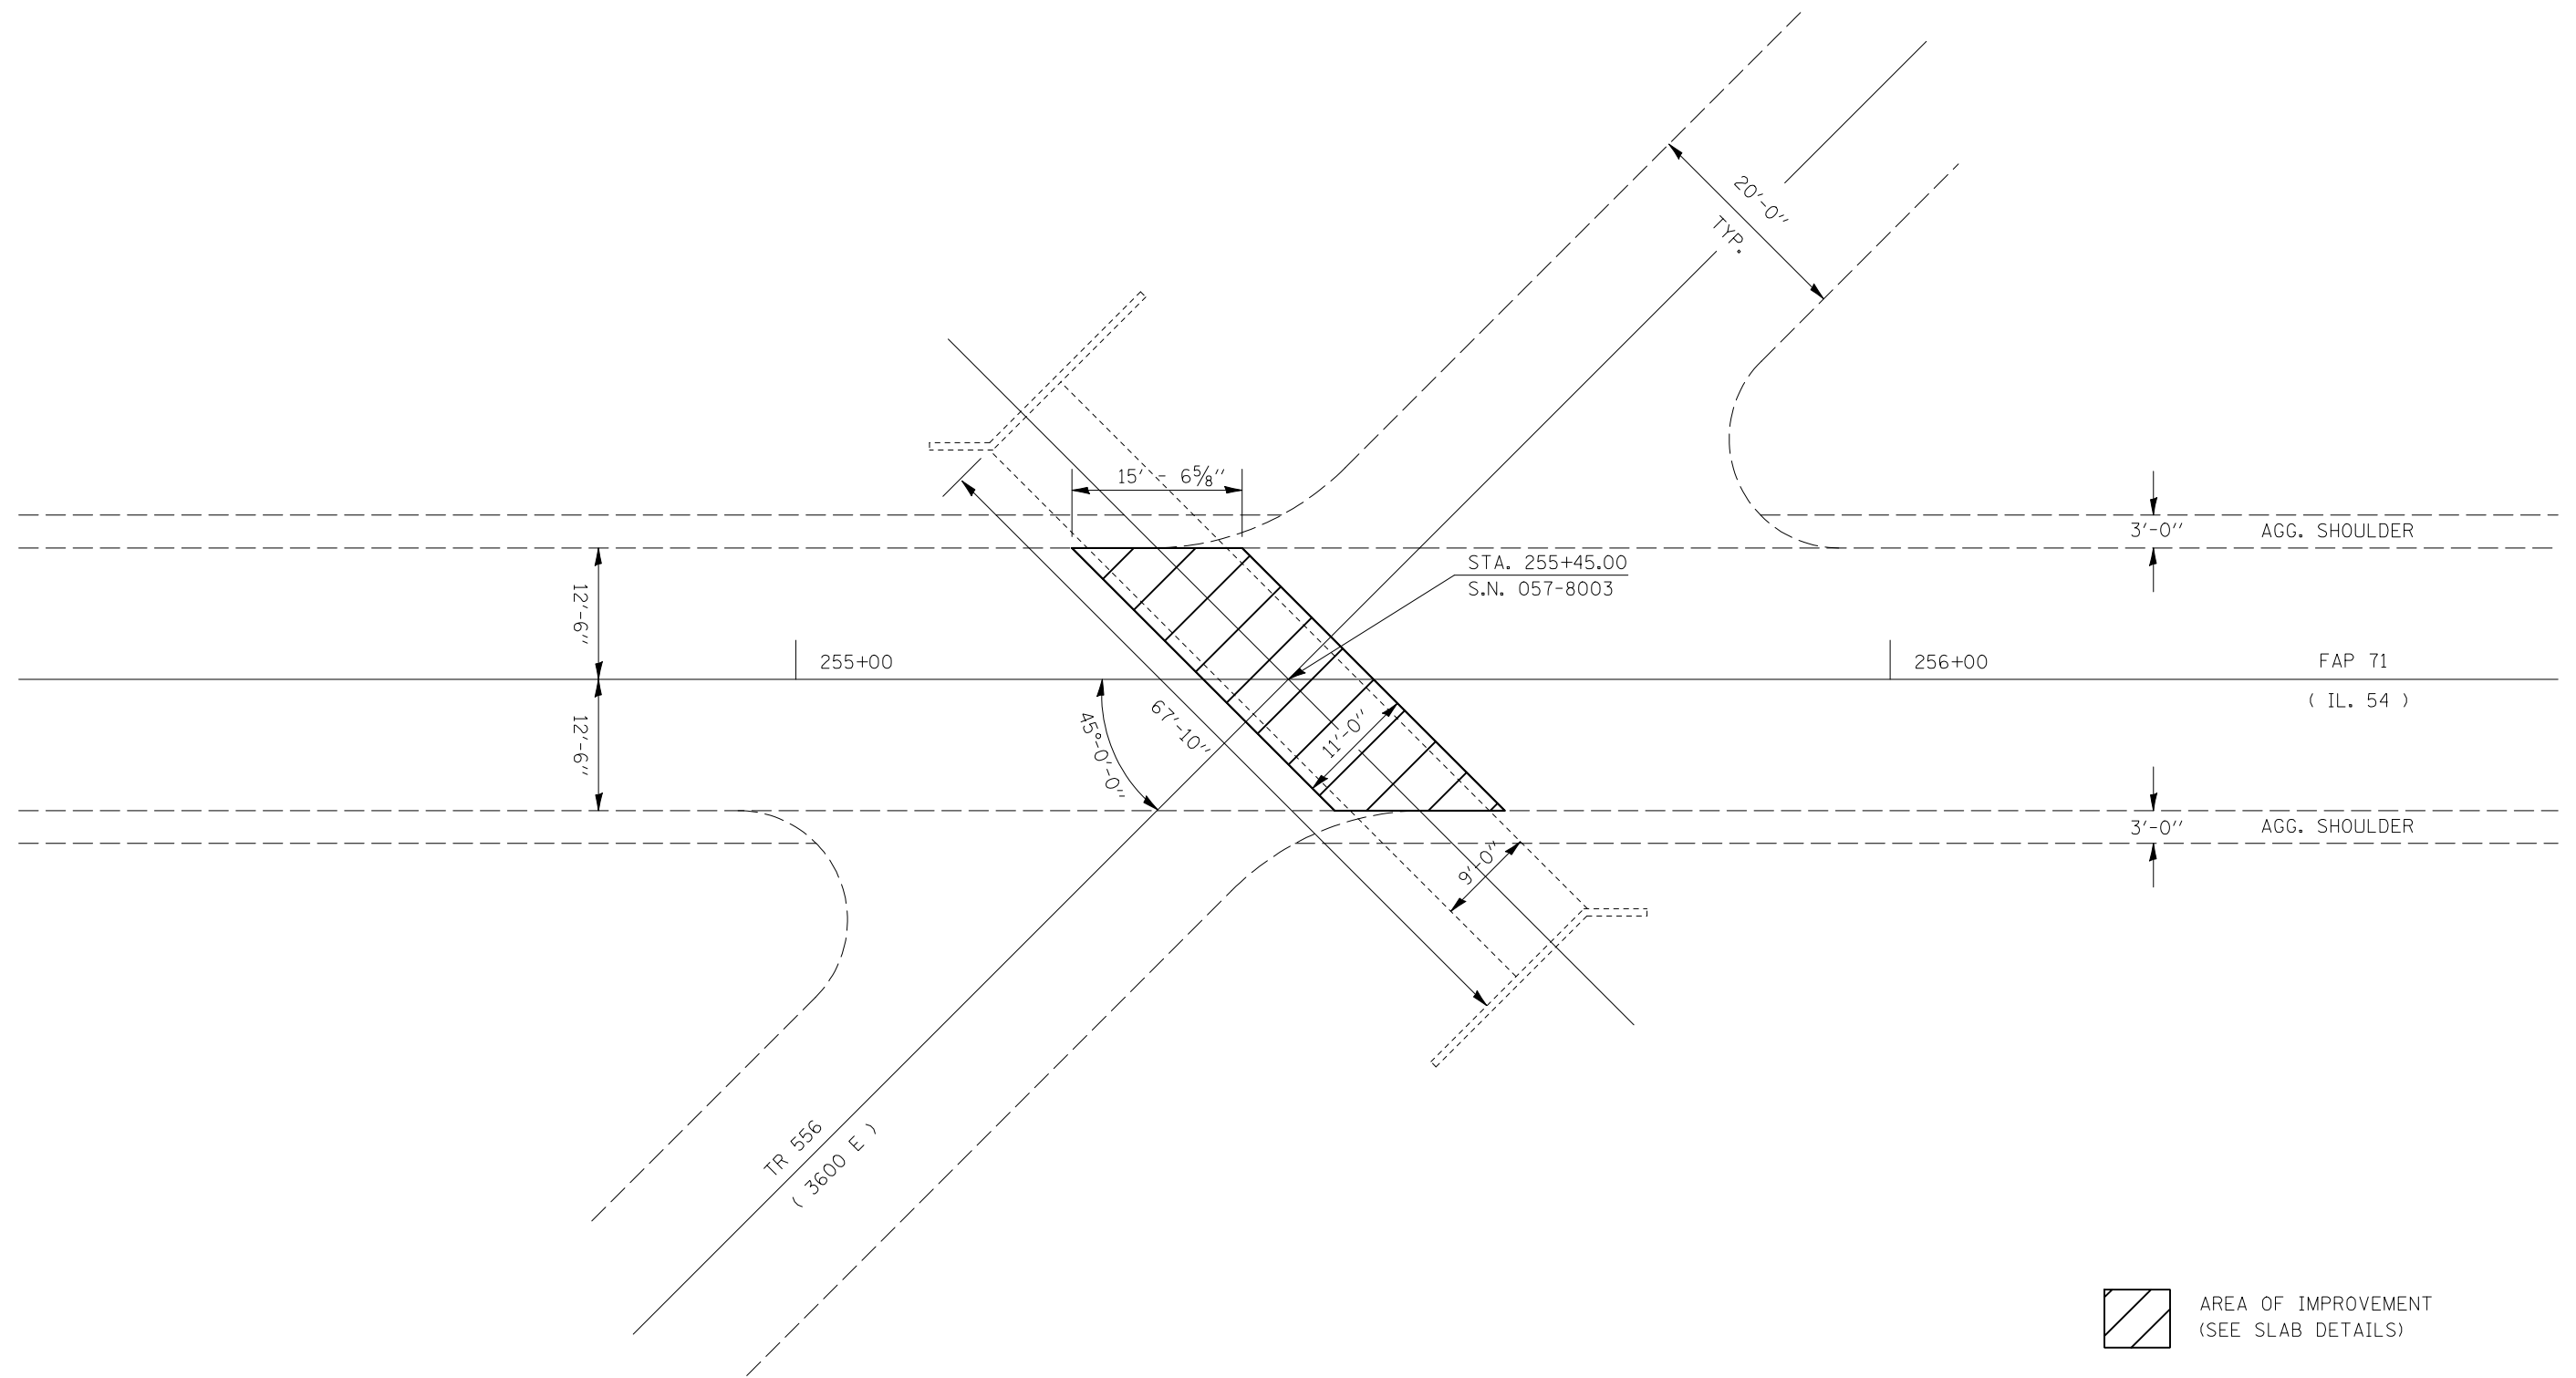 20'-0"
TYP.
15' - 6⅝"
3'-0"
AGG. SHOULDER
STA. 255+45.00
S.N. 057-8003
12'-6"
255+00
256+00
FAP 71
( IL. 54 )
67'-10"
45°-0'-0"
11'-0"
12'-6"
3'-0"
AGG. SHOULDER
9'-0"
TR 556
( 3600 E )
AREA OF IMPROVEMENT
(SEE SLAB DETAILS)